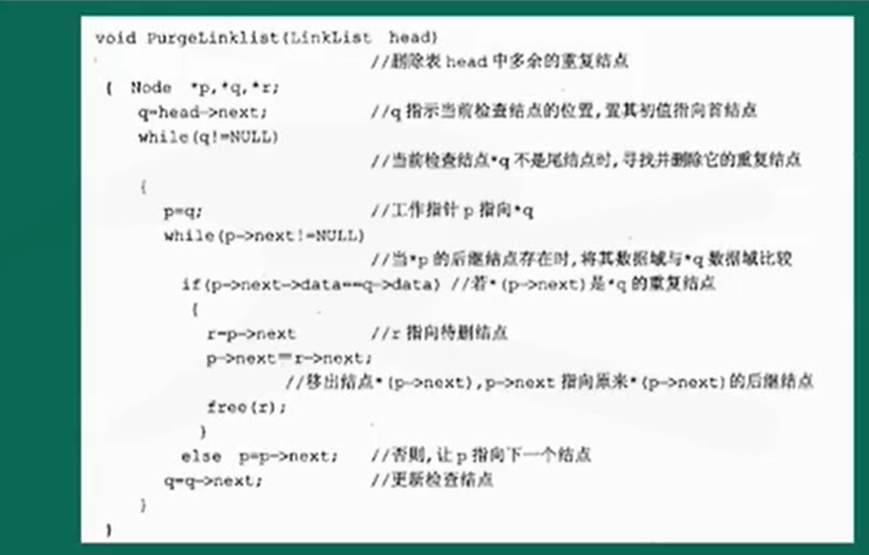 void PurgeLinklist(LinkList head)
//删除表 head 中多余的重复结点
{ Node *p,*q,*r;
q=head->next; //q 指示当前检查结点的位置,置其初值指向首结点
while(q!=NULL)
//当前检查结点*q 不是尾结点时,寻找并删除它的重复结点
{
p=q; //工作指针 p 指向*q
while(p->next!=NULL)
//当*p 的后继结点存在时,将其数据域与*q 数据域比较
if(p->next->data==q->data) //若*(p->next)是*q 的重复结点
{
r=p->next //r 指向待删结点
p->next=r->next;
//移出结点*(p->next),p->next 指向原来*(p->next)的后继结点
free(r);
}
else p=p->next; //否则,让 p 指向下一个结点
q=q->next; //更新检查结点
}
}